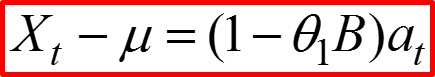 X_t − μ = (1 − θ_1B)a_t